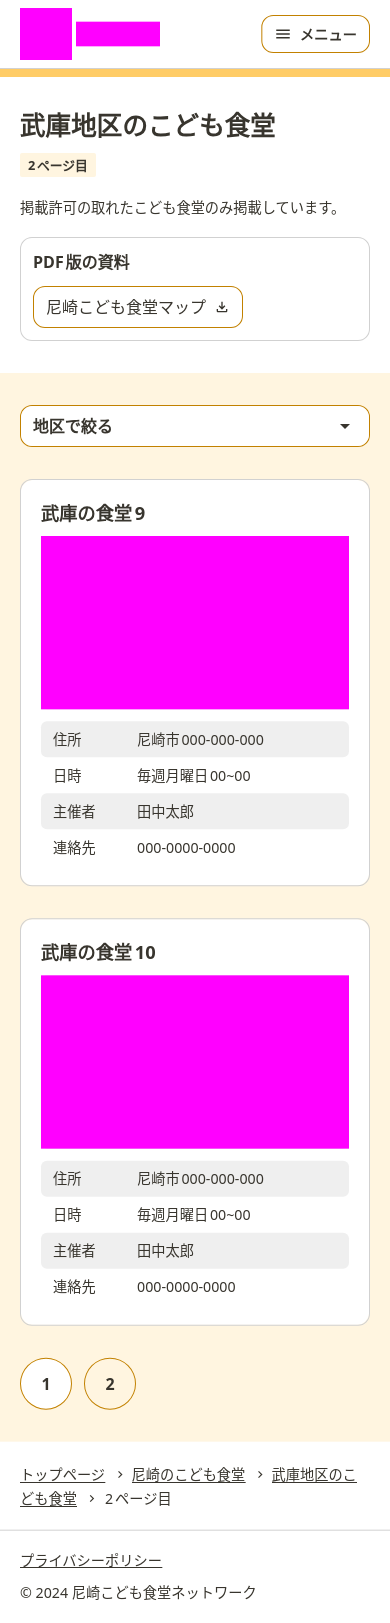 メニュー
武庫地区のこども食堂
2ページ目
掲載許可の取れたこども食堂のみ掲載しています。
PDF版の資料
尼崎こども食堂マップ
地区で絞る
武庫の食堂9
住所 尼崎市000-000-000
日時 毎週月曜日00~00
主催者 田中太郎
連絡先 000-0000-0000
武庫の食堂10
住所 尼崎市000-000-000
日時 毎週月曜日00~00
主催者 田中太郎
連絡先 000-0000-0000
1 2
トップページ > 尼崎のこども食堂 > 武庫地区のこ
ども食堂 > 2ページ目
プライバシーポリシー
© 2024 尼崎こども食堂ネットワーク